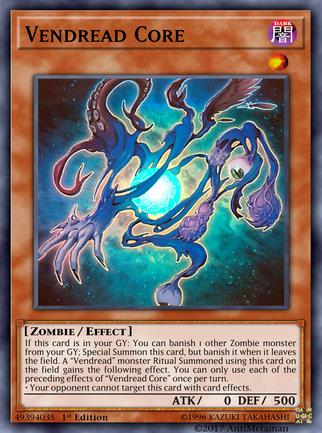 VENDREAD CORE
DARK
闇
[ZOMBIE / EFFECT]
If this card is in your GY: You can banish 1 other Zombie
monster from your GY; Special Summon this card, but banish it when it leaves
the field. A "Vendread" monster Ritual Summoned using this card on
the field gains the following effect. You can only use each of the
preceding effects of "Vendread Core" once per turn.
• Your opponent cannot target this card with card effects.
ATK/ 0 DEF/ 500
49394035 1st Edition ©1996 KAZUKI TAKAHASHI
©2017 AntiMetaman